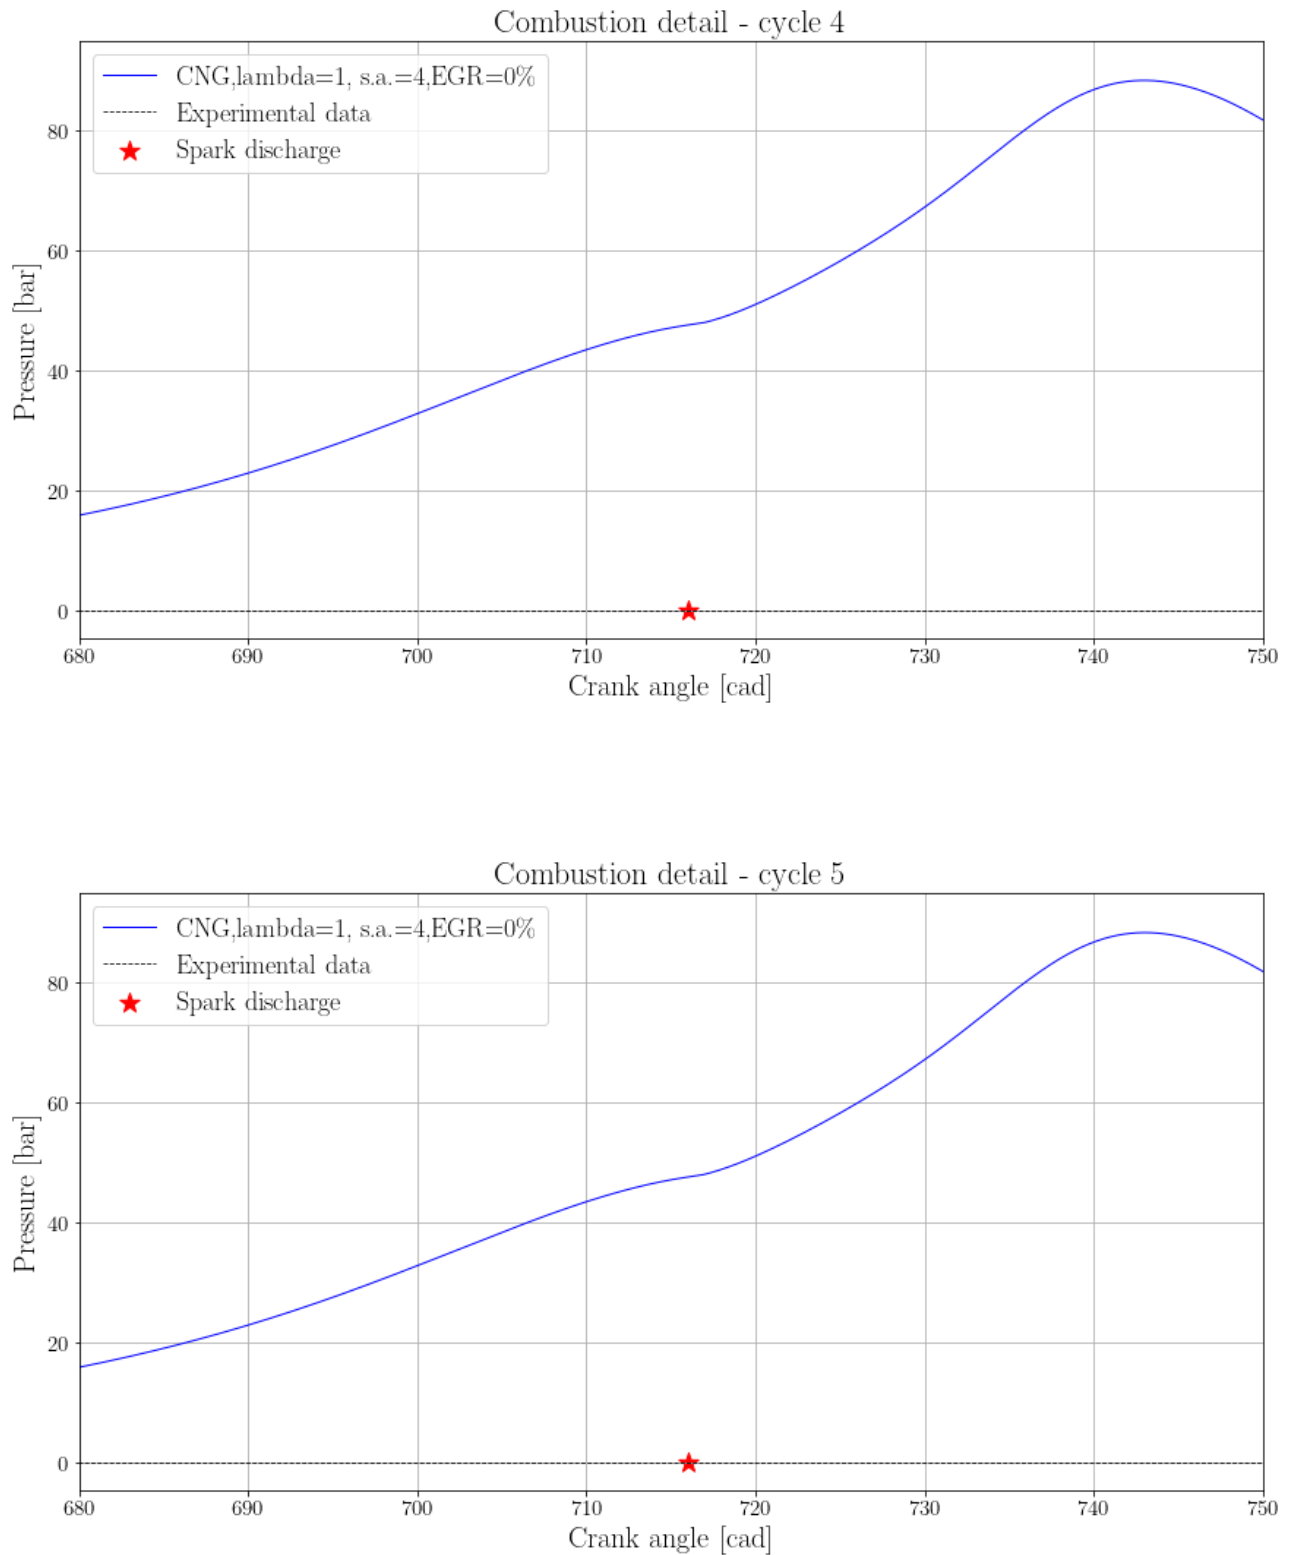 Combustion detail - cycle 4
CNG,lambda=1, s.a.=4,EGR=0%
Experimental data
Spark discharge
Pressure [bar]
80
60
40
20
0
680 690 700 710 720 730 740 750
Crank angle [cad]
Combustion detail - cycle 5
CNG,lambda=1, s.a.=4,EGR=0%
Experimental data
Spark discharge
Pressure [bar]
80
60
40
20
0
680 690 700 710 720 730 740 750
Crank angle [cad]